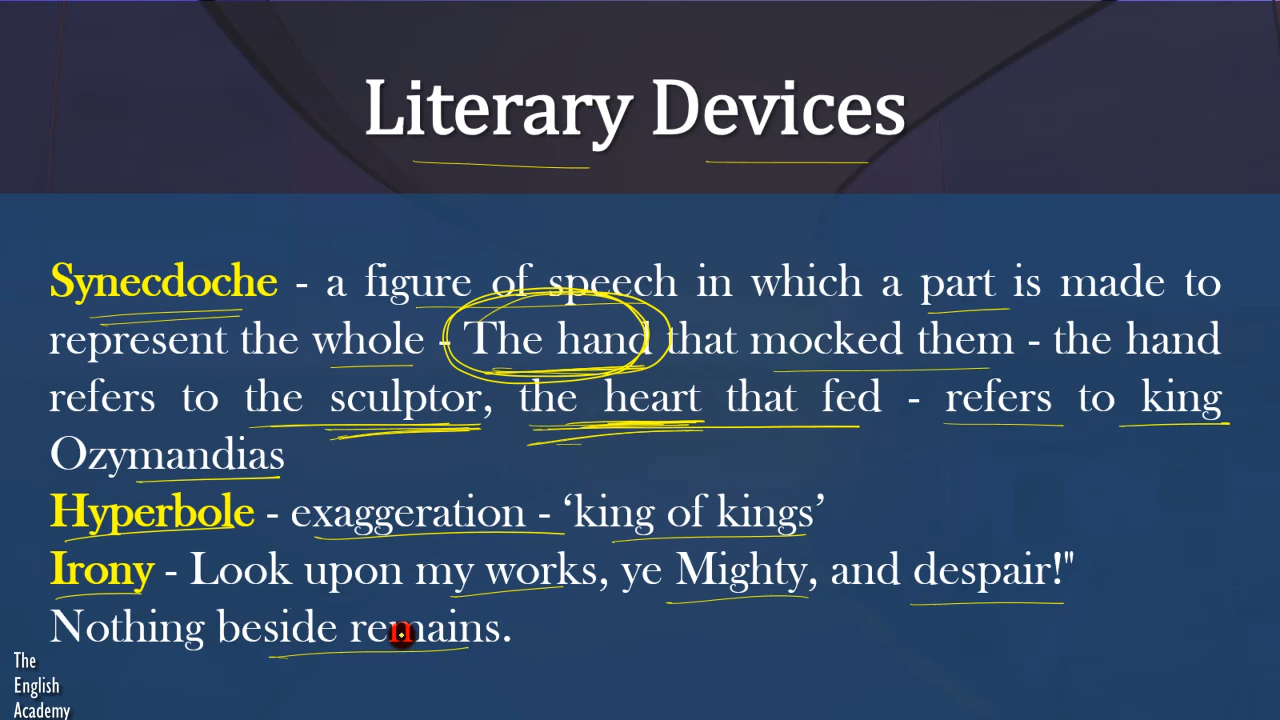 Literary Devices
Synecdoche - a figure of speech in which a part is made to
represent the whole - The hand that mocked them - the hand
refers to the sculptor, the heart that fed - refers to king
Ozymandias
Hyperbole - exaggeration - ‘king of kings’
Irony - Look upon my works, ye Mighty, and despair!"
Nothing beside remains.
The
English
Academy